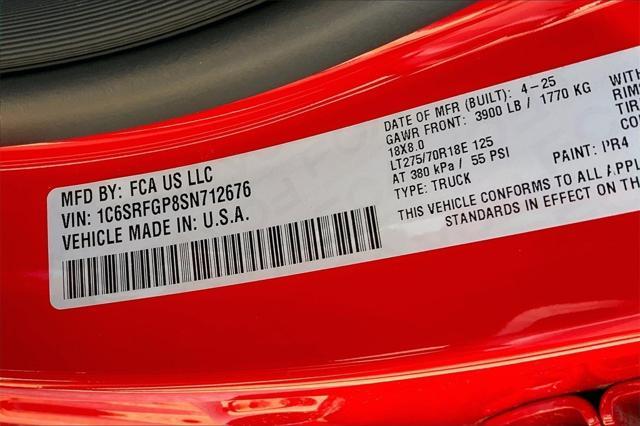 MFD BY: FCA US LLC
VIN: 1C6SRFGP8SN712676
VEHICLE MADE IN: U.S.A.
DATE OF MFR (BUILT): 4-25
GAWR FRONT: 3900 LB / 1770 KG
18X8.0
LT275/70R18E 125
AT 380 kPa / 55 PSI
TYPE: TRUCK
PAINT: PR4
THIS VEHICLE CONFORMS TO ALL
STANDARDS IN EFFECT
WITH
RIMS